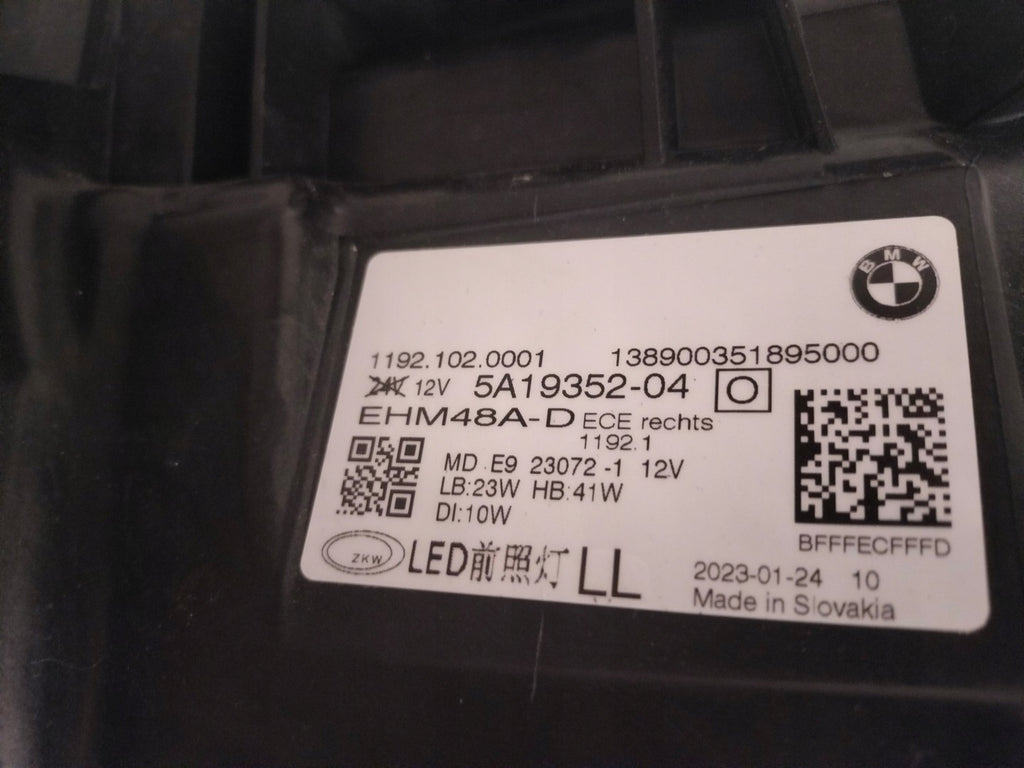 BMW
1192.102.0001 138900351895000
24V 12V 5A19352-04 O
EHM48A-D ECE rechts
1192.1
MD E9 23072-1 12V
LB:23W HB:41W
DI:10W
BFFFECFFFD
ZKW LED前照灯 LL
2023-01-24 10
Made in Slovakia